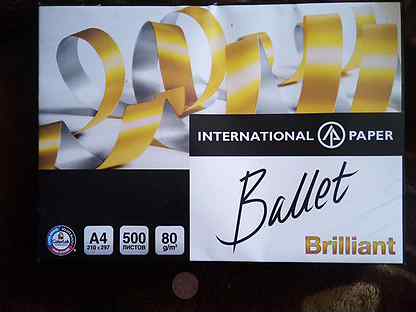 INTERNATIONAL PAPER
Ballet
Brilliant
A4
210 x 297
500
ЛИСТОВ
80
g/m²